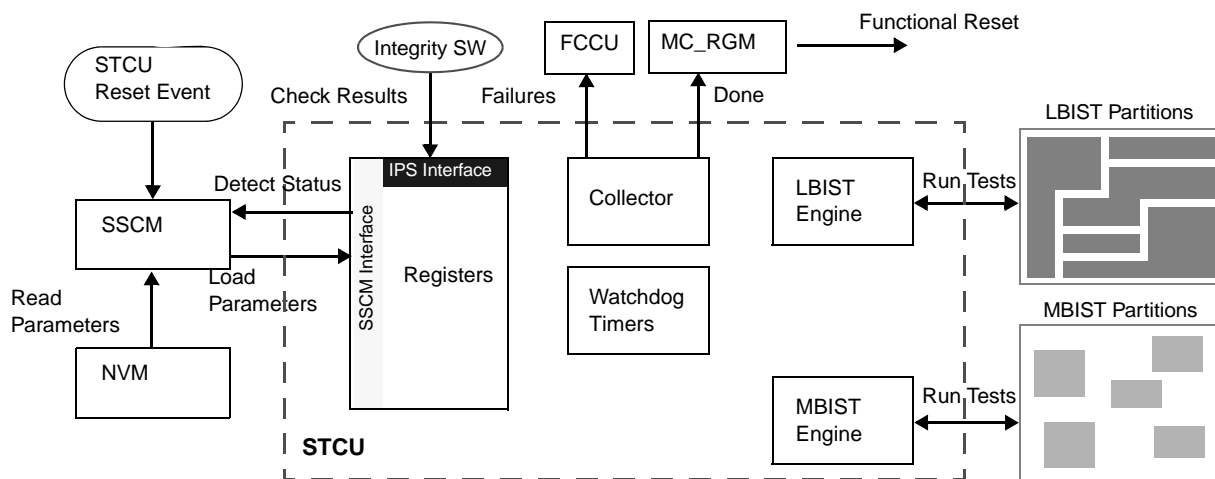 Functional Reset
Integrity SW
FCCU
MC_RGM
STCU
Reset Event
Check Results
Failures
Done
LBIST Partitions
IPS Interface
Detect Status
SSCM Interface
Registers
Collector
LBIST
Engine
Run Tests
SSCM
Load
Parameters
Read
Parameters
Watchdog
Timers
MBIST Partitions
NVM
MBIST
Engine
Run Tests
STCU